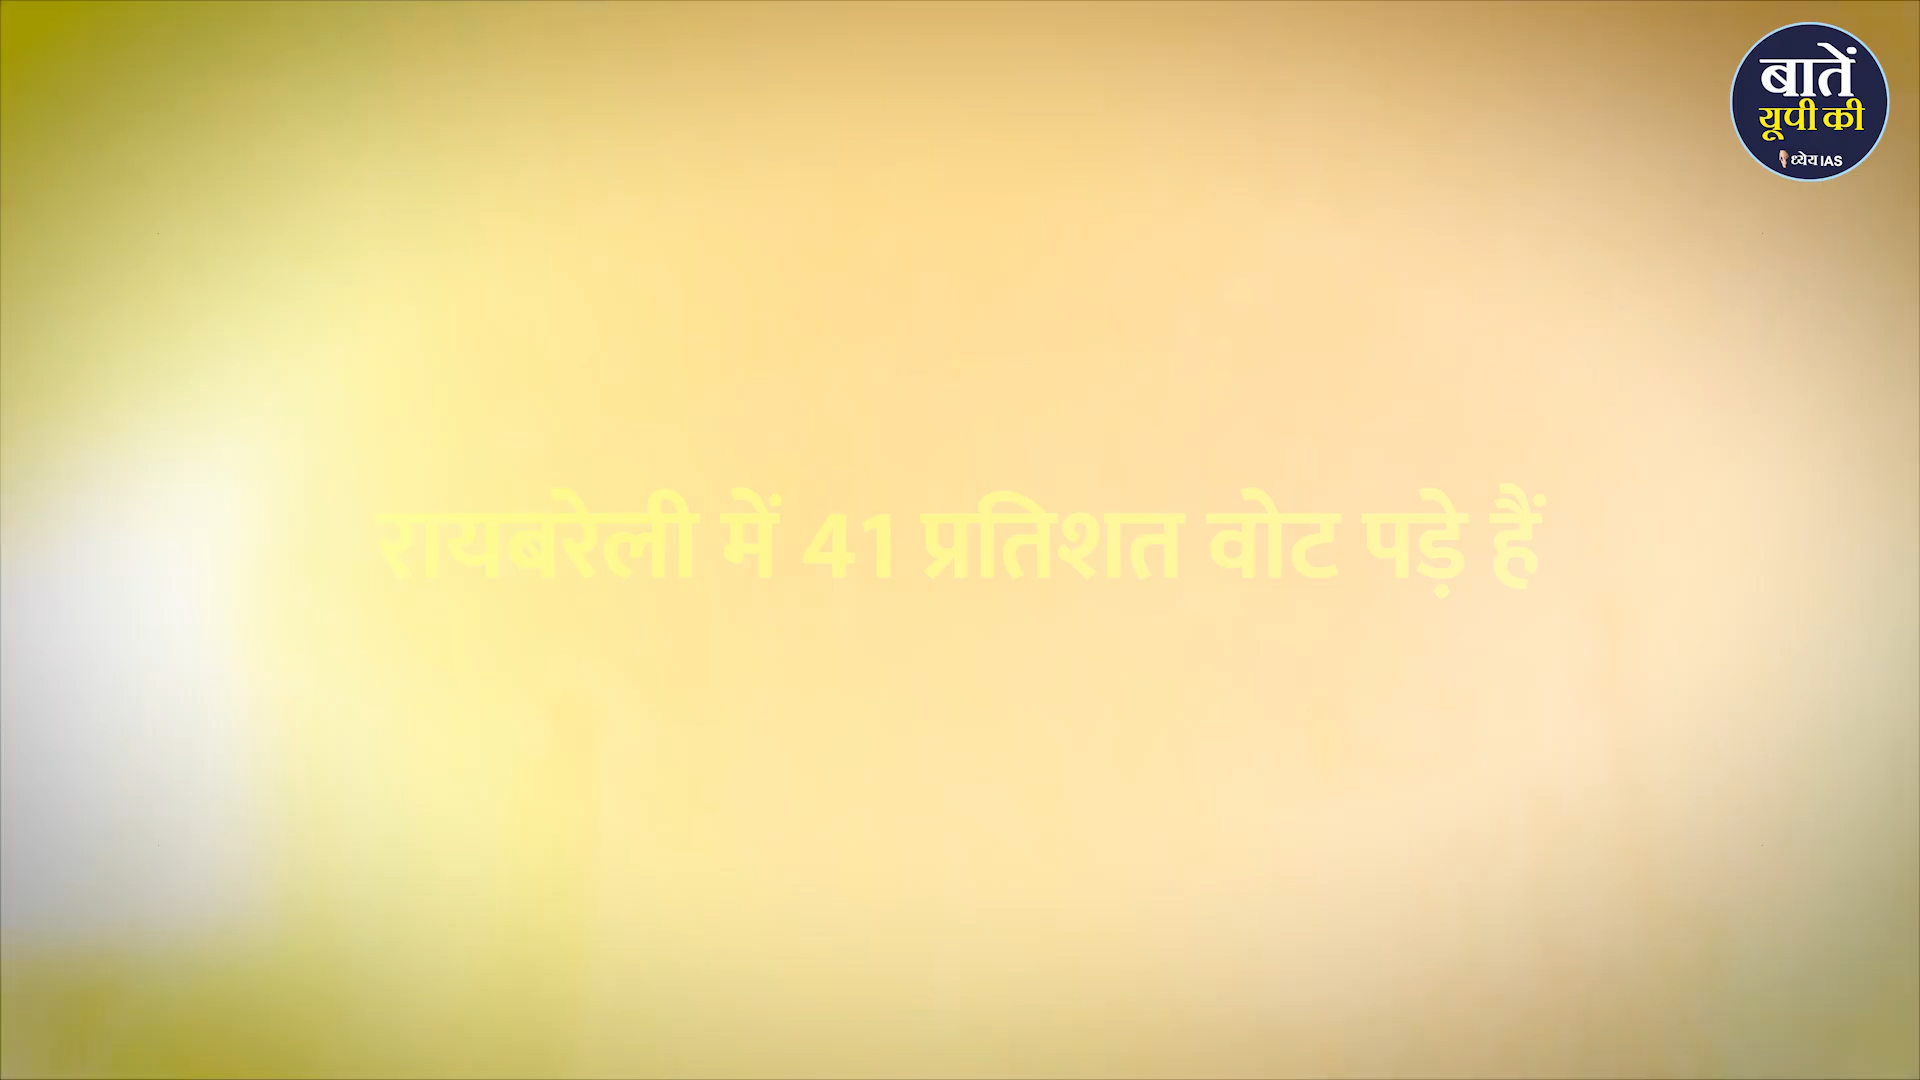 बातें
यूपी की
ध्येय IAS
रायबरेली में 41 प्रतिशत वोट पड़े हैं